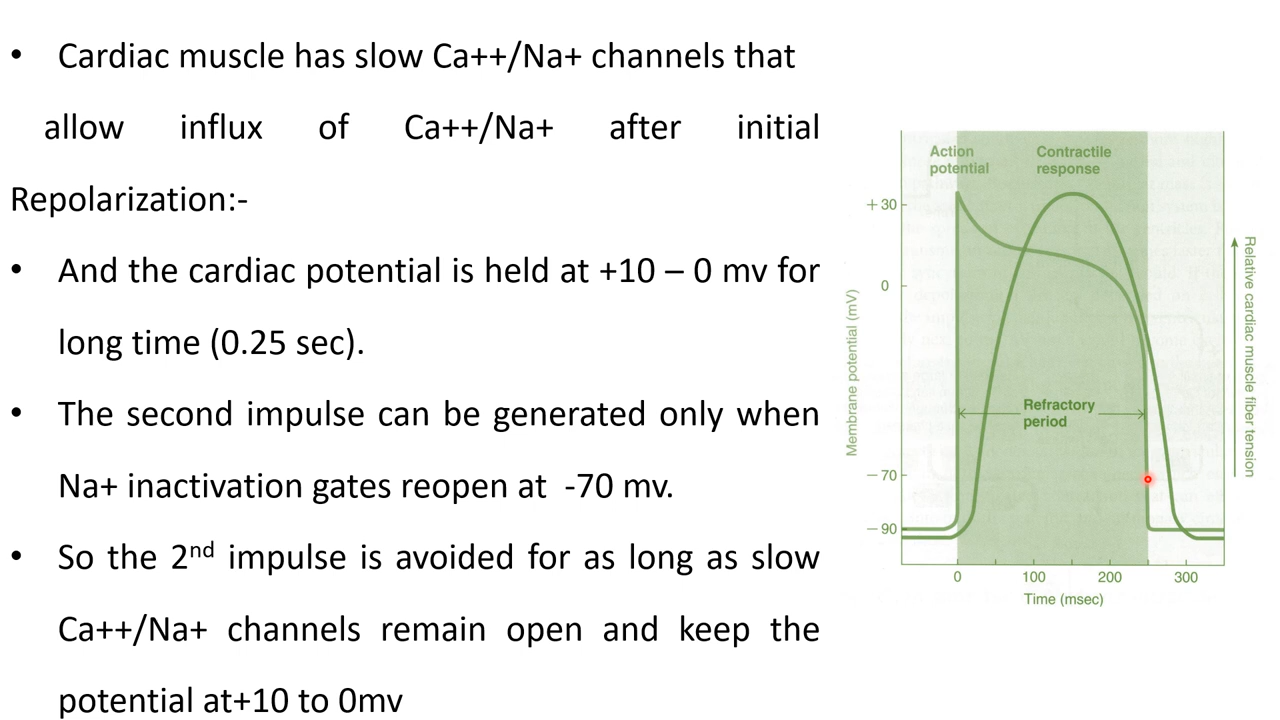 • Cardiac muscle has slow Ca++/Na+ channels that
allow influx of Ca++/Na+ after initial
Repolarization:-
• And the cardiac potential is held at +10 – 0 mv for
long time (0.25 sec).
• The second impulse can be generated only when
Na+ inactivation gates reopen at -70 mv.
• So the 2nd impulse is avoided for as long as slow
Ca++/Na+ channels remain open and keep the
potential at+10 to 0mv
Action
potential
Contractile
response
+30
0
−70
−90
Membrane potential (mV)
Refractory
period
Relative cardiac muscle fiber tension
0 100 200 300
Time (msec)